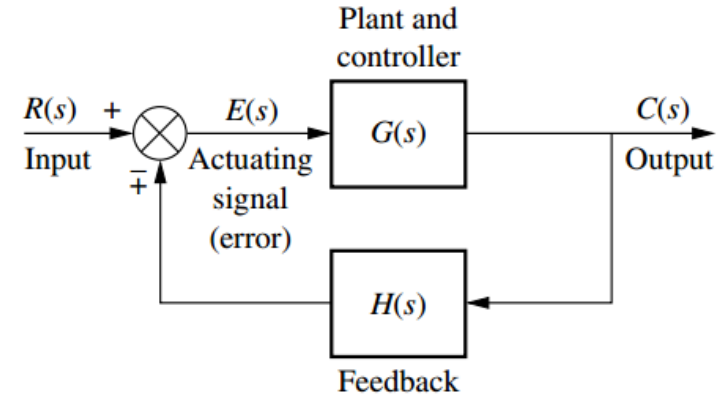 Plant and
controller
R(s) +
E(s)
G(s)
C(s)
Input
∓
Actuating
signal
(error)
Output
H(s)
Feedback